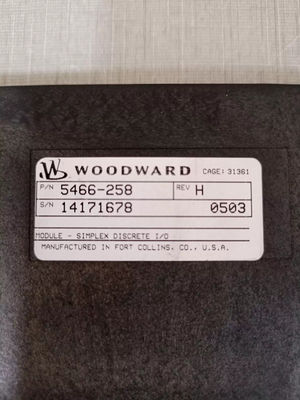 W WOODWARD CAGE: 31361
P/N 5466-258 REV H
S/N 14171678 0503
MODULE - SIMPLEX DISCRETE I/O
MANUFACTURED IN FORT COLLINS, CO., U.S.A.